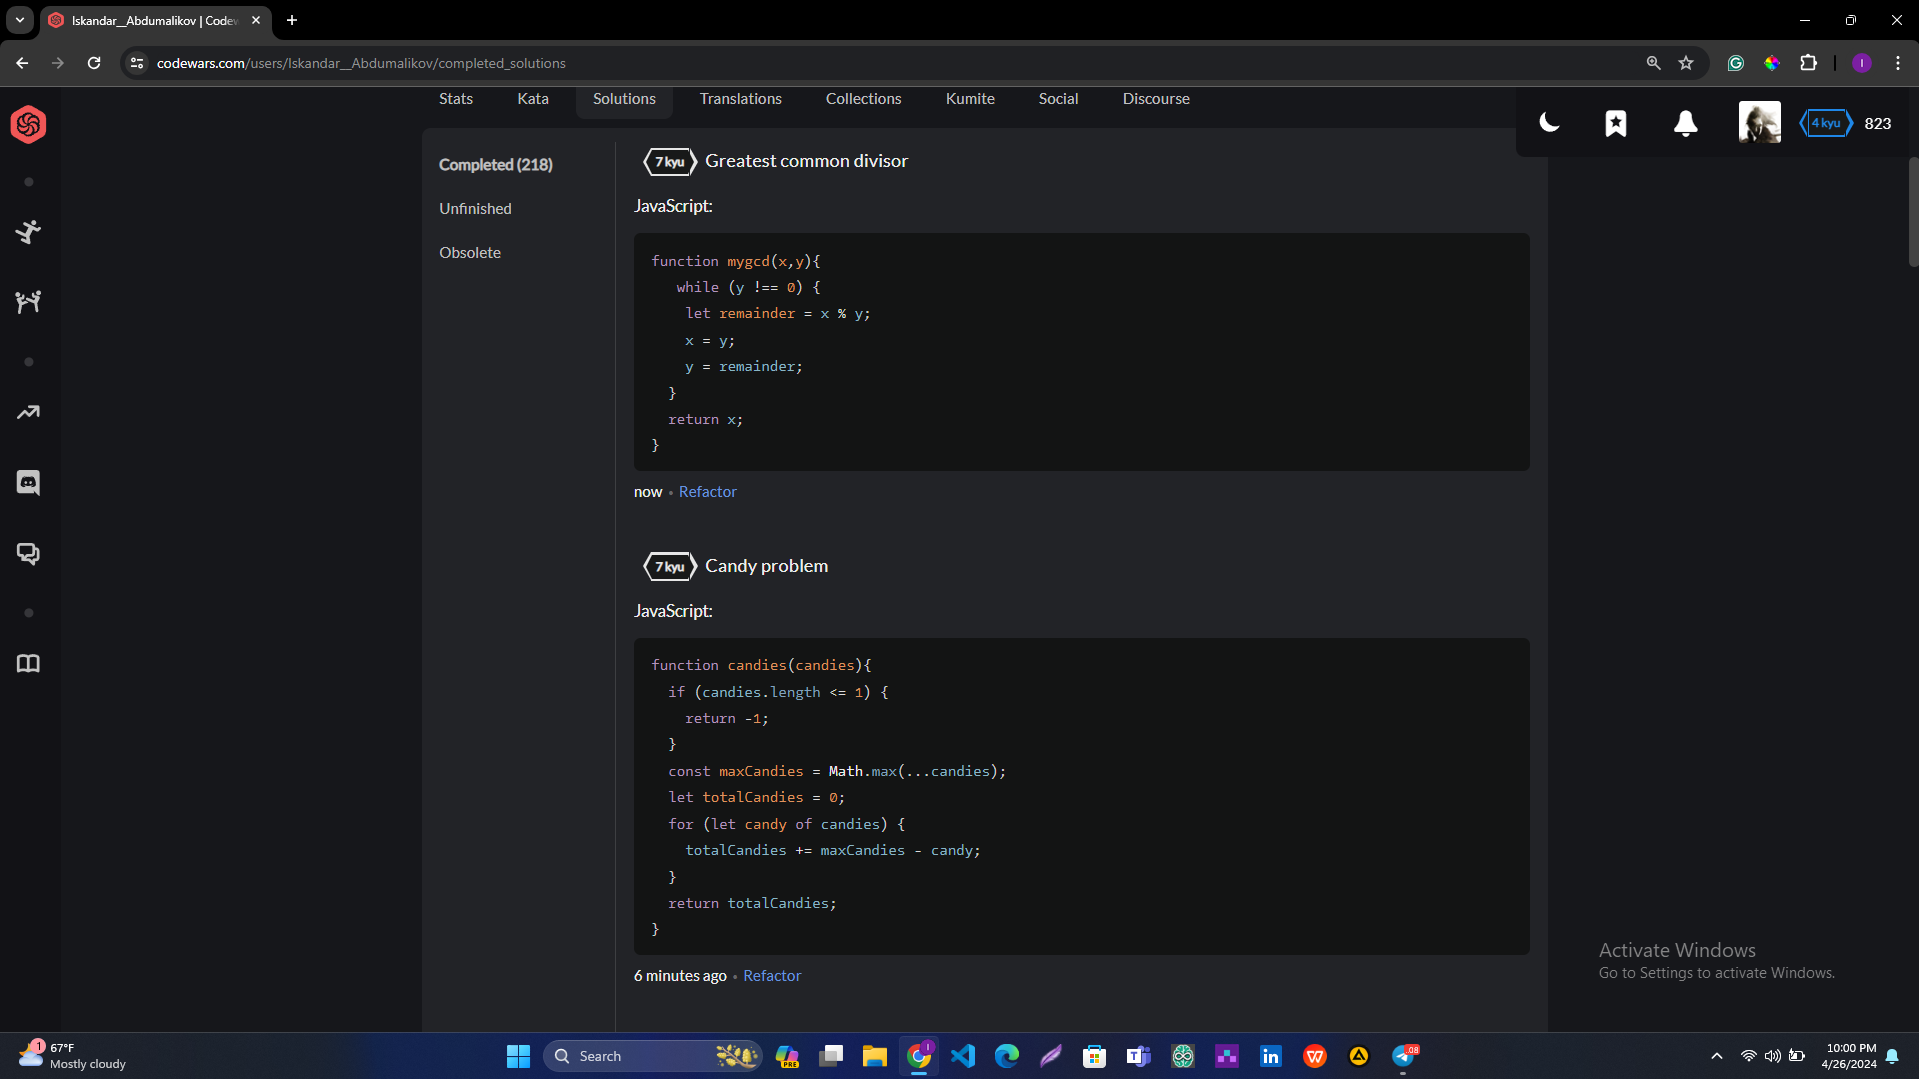 Iskandar__Abdumalikov | Codew
codewars.com/users/Iskandar__Abdumalikov/completed_solutions
Stats Kata Solutions Translations Collections Kumite Social Discourse
4 kyu 823
Completed (218)
Unfinished
Obsolete
7 kyu Greatest common divisor
JavaScript:
function mygcd(x,y){
while (y !== 0) {
let remainder = x % y;
x = y;
y = remainder;
}
return x;
}
now • Refactor
7 kyu Candy problem
JavaScript:
function candies(candies){
if (candies.length <= 1) {
return -1;
}
const maxCandies = Math.max(...candies);
let totalCandies = 0;
for (let candy of candies) {
totalCandies += maxCandies - candy;
}
return totalCandies;
}
6 minutes ago • Refactor
Activate Windows
Go to Settings to activate Windows.
1
67°F
Mostly cloudy
Search
PRE
10:00 PM
4/26/2024